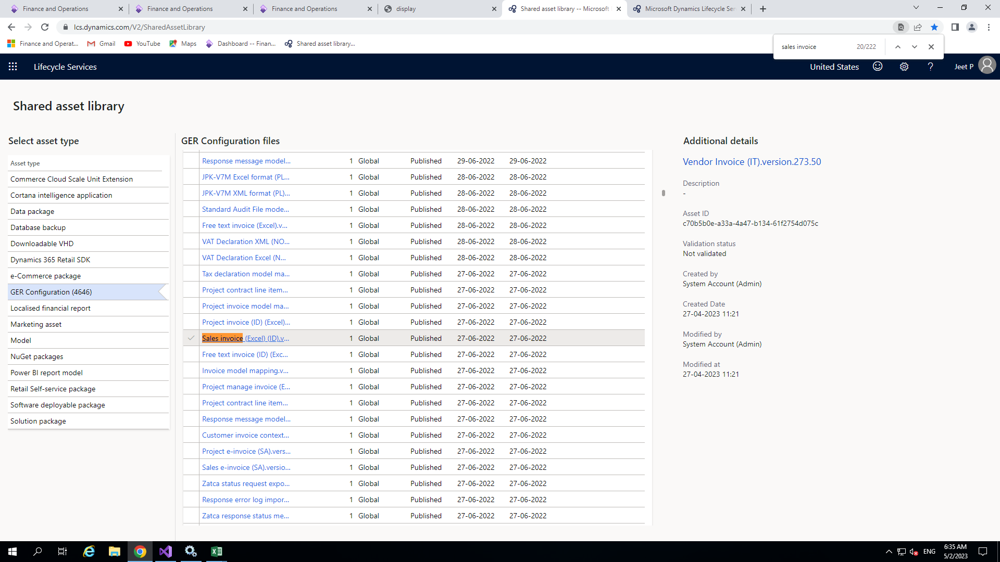 Finance and Operations
Finance and Operations
Finance and Operations
display
Shared asset library -- Microsoft
Microsoft Dynamics Lifecycle Ser
lcs.dynamics.com/V2/SharedAssetLibrary
Finance and Operat...
Gmail
YouTube
Maps
Dashboard -- Finan...
Shared asset library...
sales invoice 20/222
Lifecycle Services
United States
?
Jeet P
Shared asset library
Select asset type
Asset type
Commerce Cloud Scale Unit Extension
Cortana intelligence application
Data package
Database backup
Downloadable VHD
Dynamics 365 Retail SDK
e-Commerce package
GER Configuration (4646)
Localised financial report
Marketing asset
Model
NuGet packages
Power BI report model
Retail Self-service package
Software deployable package
Solution package
GER Configuration files
Response message model... 1 Global Published 29-06-2022 29-06-2022
JPK-V7M Excel format (PL... 1 Global Published 28-06-2022 28-06-2022
JPK-V7M XML format (PL)... 1 Global Published 28-06-2022 28-06-2022
Standard Audit File mode... 1 Global Published 28-06-2022 28-06-2022
Free text invoice (Excel).v... 1 Global Published 28-06-2022 28-06-2022
VAT Declaration XML (NO... 1 Global Published 28-06-2022 28-06-2022
VAT Declaration Excel (N... 1 Global Published 28-06-2022 28-06-2022
Tax declaration model ma... 1 Global Published 27-06-2022 27-06-2022
Project contract line item... 1 Global Published 27-06-2022 27-06-2022
Project invoice model ma... 1 Global Published 27-06-2022 27-06-2022
Project invoice (ID) (Excel)... 1 Global Published 27-06-2022 27-06-2022
Sales invoice (Excel) (ID).v... 1 Global Published 27-06-2022 27-06-2022
Free text invoice (ID) (Exc... 1 Global Published 27-06-2022 27-06-2022
Invoice model mapping.v... 1 Global Published 27-06-2022 27-06-2022
Project manage invoice (E... 1 Global Published 27-06-2022 27-06-2022
Project contract line item... 1 Global Published 27-06-2022 27-06-2022
Response message model... 1 Global Published 27-06-2022 27-06-2022
Customer invoice context... 1 Global Published 27-06-2022 27-06-2022
Project e-invoice (SA).vers... 1 Global Published 27-06-2022 27-06-2022
Sales e-invoice (SA).versio... 1 Global Published 27-06-2022 27-06-2022
Zatca status request expo... 1 Global Published 27-06-2022 27-06-2022
Response error log impor... 1 Global Published 27-06-2022 27-06-2022
Zatca response status me... 1 Global Published 27-06-2022 27-06-2022
Additional details
Vendor Invoice (IT).version.273.50
Description
-
Asset ID
c70b5b0e-a33a-4a47-b134-61f2754d075c
Validation status
Not validated
Created by
System Account (Admin)
Created Date
27-04-2023 11:21
Modified by
System Account (Admin)
Modified at
27-04-2023 11:21
ENG
6:35 AM
5/2/2023